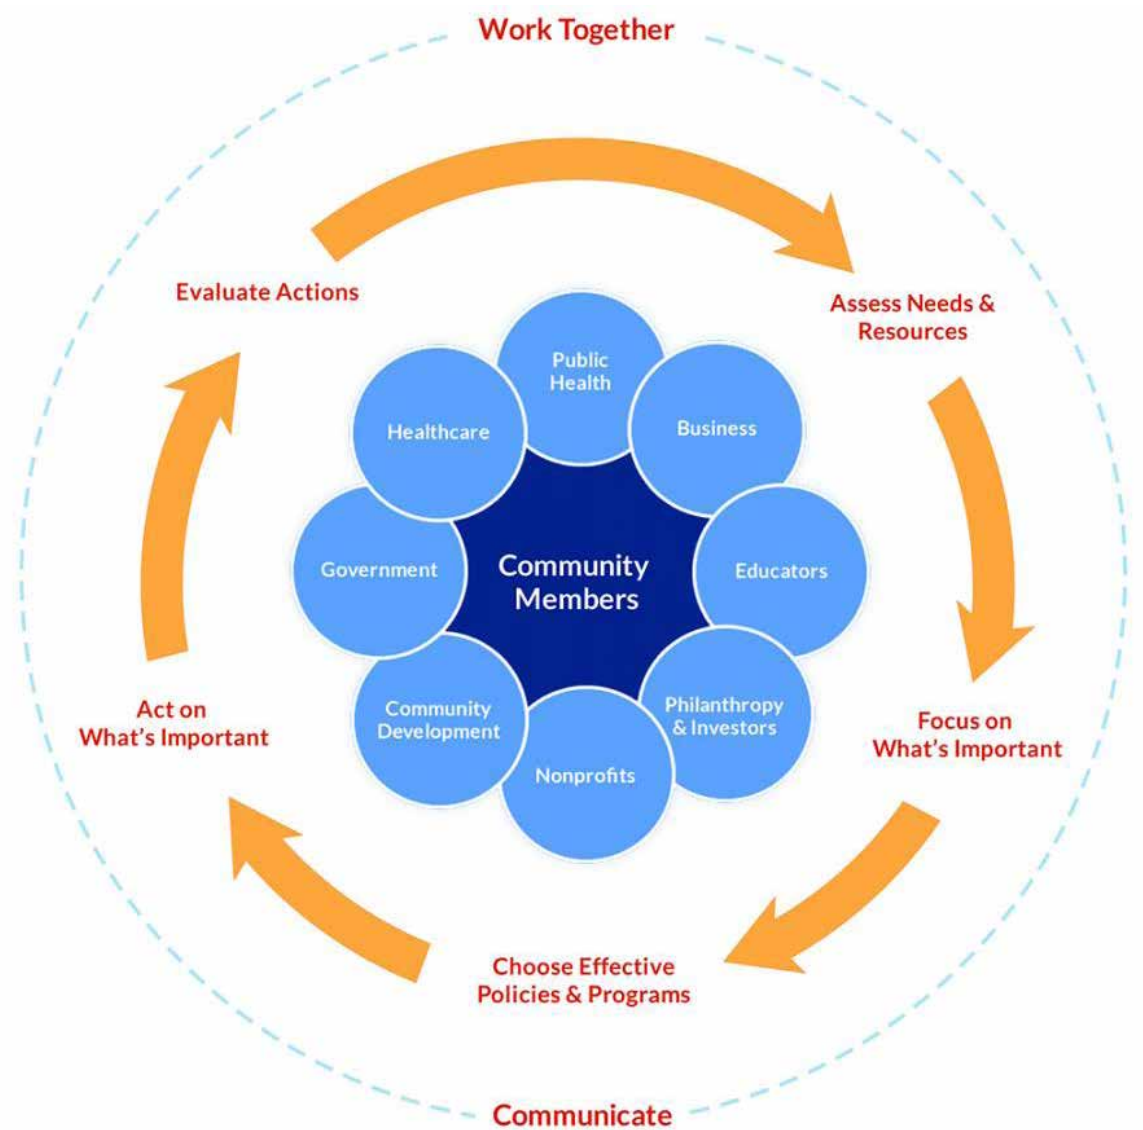 Work Together
Evaluate Actions
Assess Needs &
Resources
Public
Health
Healthcare
Business
Government
Community
Members
Educators
Community
Development
Philanthropy
& Investors
Nonprofits
Act on
What's Important
Focus on
What's Important
Choose Effective
Policies & Programs
Communicate